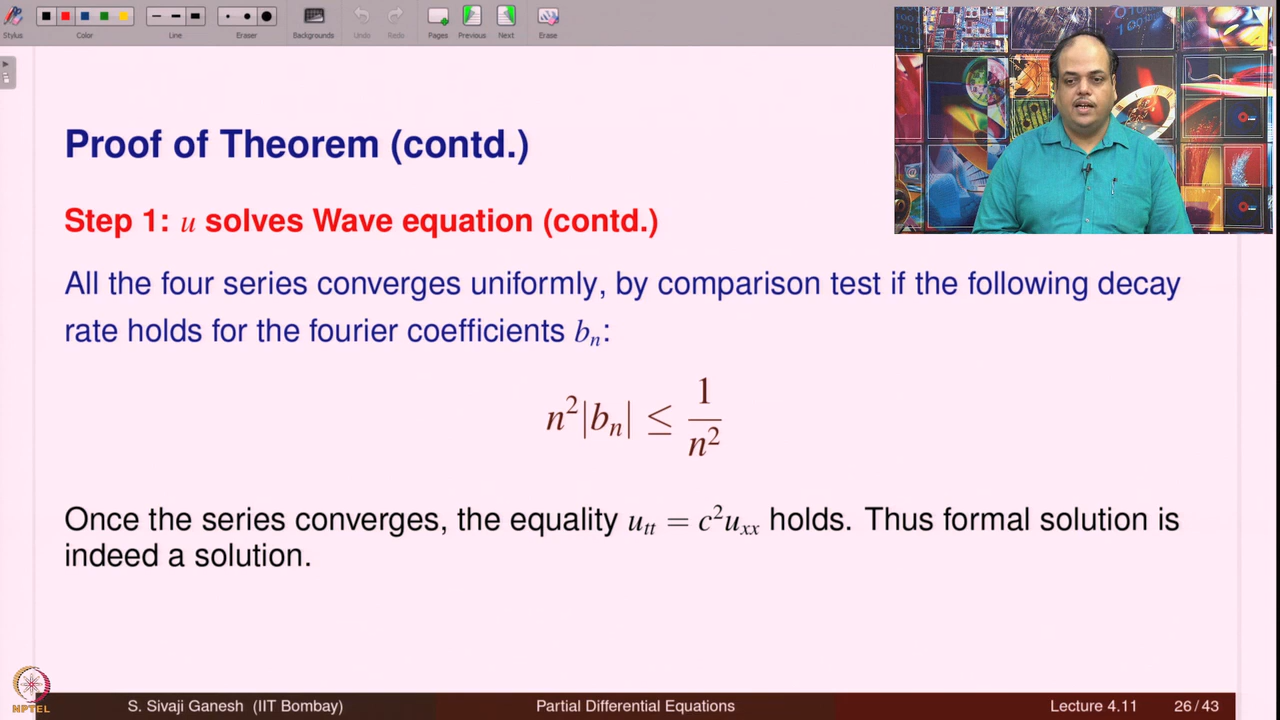 Stylus
Color
Line
Eraser
Backgrounds
Undo
Redo
Pages
Previous
Next
Erase
Proof of Theorem (contd.)
Step 1: u solves Wave equation (contd.)
All the four series converges uniformly, by comparison test if the following decay
rate holds for the fourier coefficients bₙ:
n²|bₙ| ≤ 1/n²
Once the series converges, the equality uₜₜ = c²uₓₓ holds. Thus formal solution is
indeed a solution.
NPTEL
S. Sivaji Ganesh (IIT Bombay)
Partial Differential Equations
Lecture 4.11
26/43